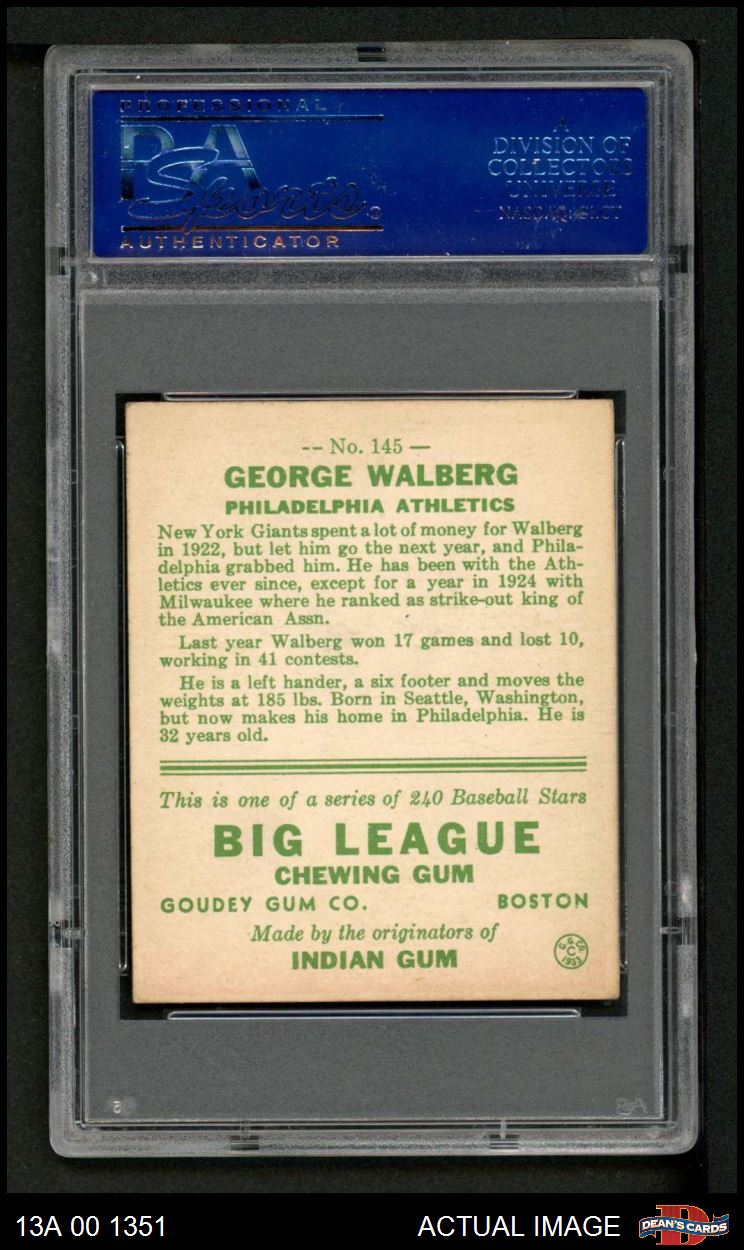 PROFESSIONAL
PSA
Sports
AUTHENTICATOR
A
DIVISION OF
COLLECTORS
UNIVERSE
NASDAQ: CLCT
-- No. 145 —
GEORGE WALBERG
PHILADELPHIA ATHLETICS
New York Giants spent a lot of money for Walberg
in 1922, but let him go the next year, and Phila-
delphia grabbed him. He has been with the Ath-
letics ever since, except for a year in 1924 with
Milwaukee where he ranked as strike-out king of
the American Assn.
Last year Walberg won 17 games and lost 10,
working in 41 contests.
He is a left hander, a six footer and moves the
weights at 185 lbs. Born in Seattle, Washington,
but now makes his home in Philadelphia. He is
32 years old.
This is one of a series of 240 Baseball Stars
BIG LEAGUE
CHEWING GUM
GOUDEY GUM CO. BOSTON
Made by the originators of
INDIAN GUM
G.G.CO.
C
1933
PSA
13A 00 1351 ACTUAL IMAGE
DEAN'S CARDS